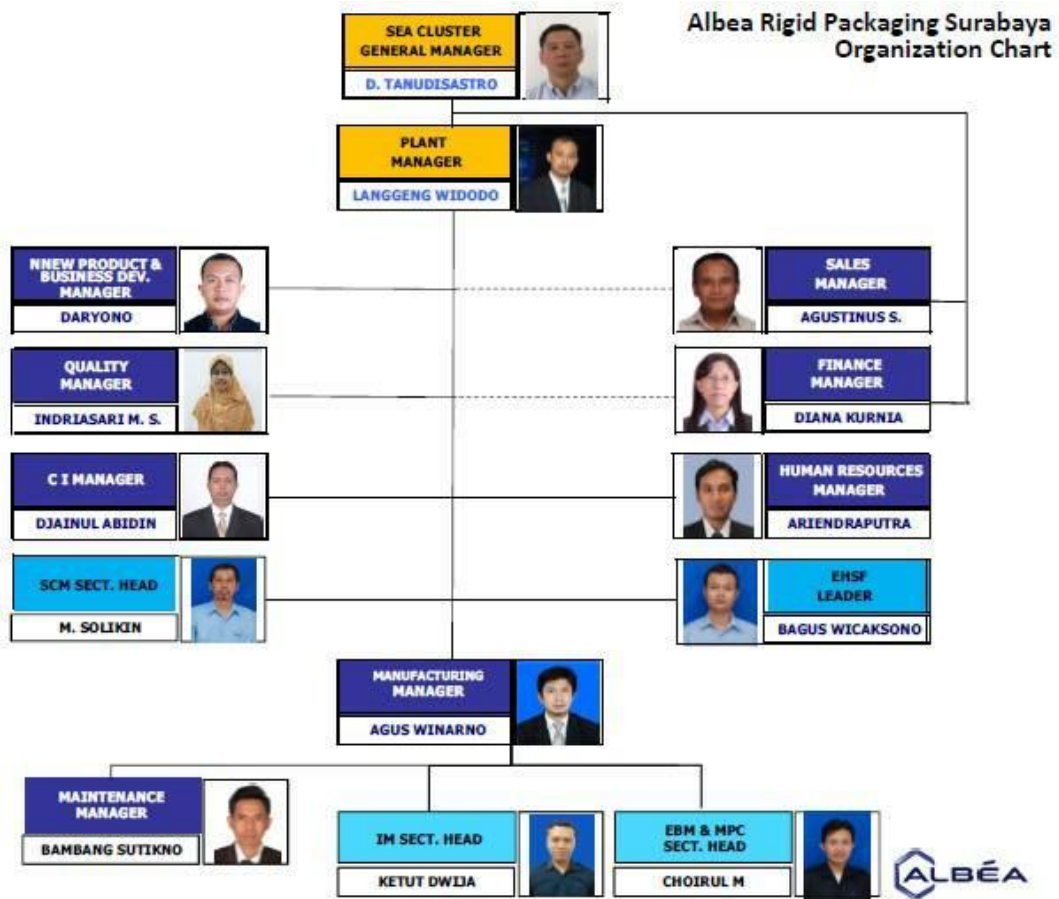 Albea Rigid Packaging Surabaya
Organization Chart
SEA CLUSTER
GENERAL MANAGER
D. TANUDISASTRO
PLANT
MANAGER
LANGGENG WIDODO
NNEW PRODUCT &
BUSINESS DEV.
MANAGER
DARYONO
SALES
MANAGER
AGUSTINUS S.
QUALITY
MANAGER
INDRIASARI M. S.
FINANCE
MANAGER
DIANA KURNIA
C I MANAGER
DJAINUL ABIDIN
HUMAN RESOURCES
MANAGER
ARIENDRAPUTRA
SCM SECT. HEAD
M. SOLIKIN
EHSF
LEADER
BAGUS WICAKSONO
MANUFACTURING
MANAGER
AGUS WINARNO
MAINTENANCE
MANAGER
BAMBANG SUTIKNO
IM SECT. HEAD
KETUT DWIJA
EBM & MPC
SECT. HEAD
CHOIRUL M
ALBÉA